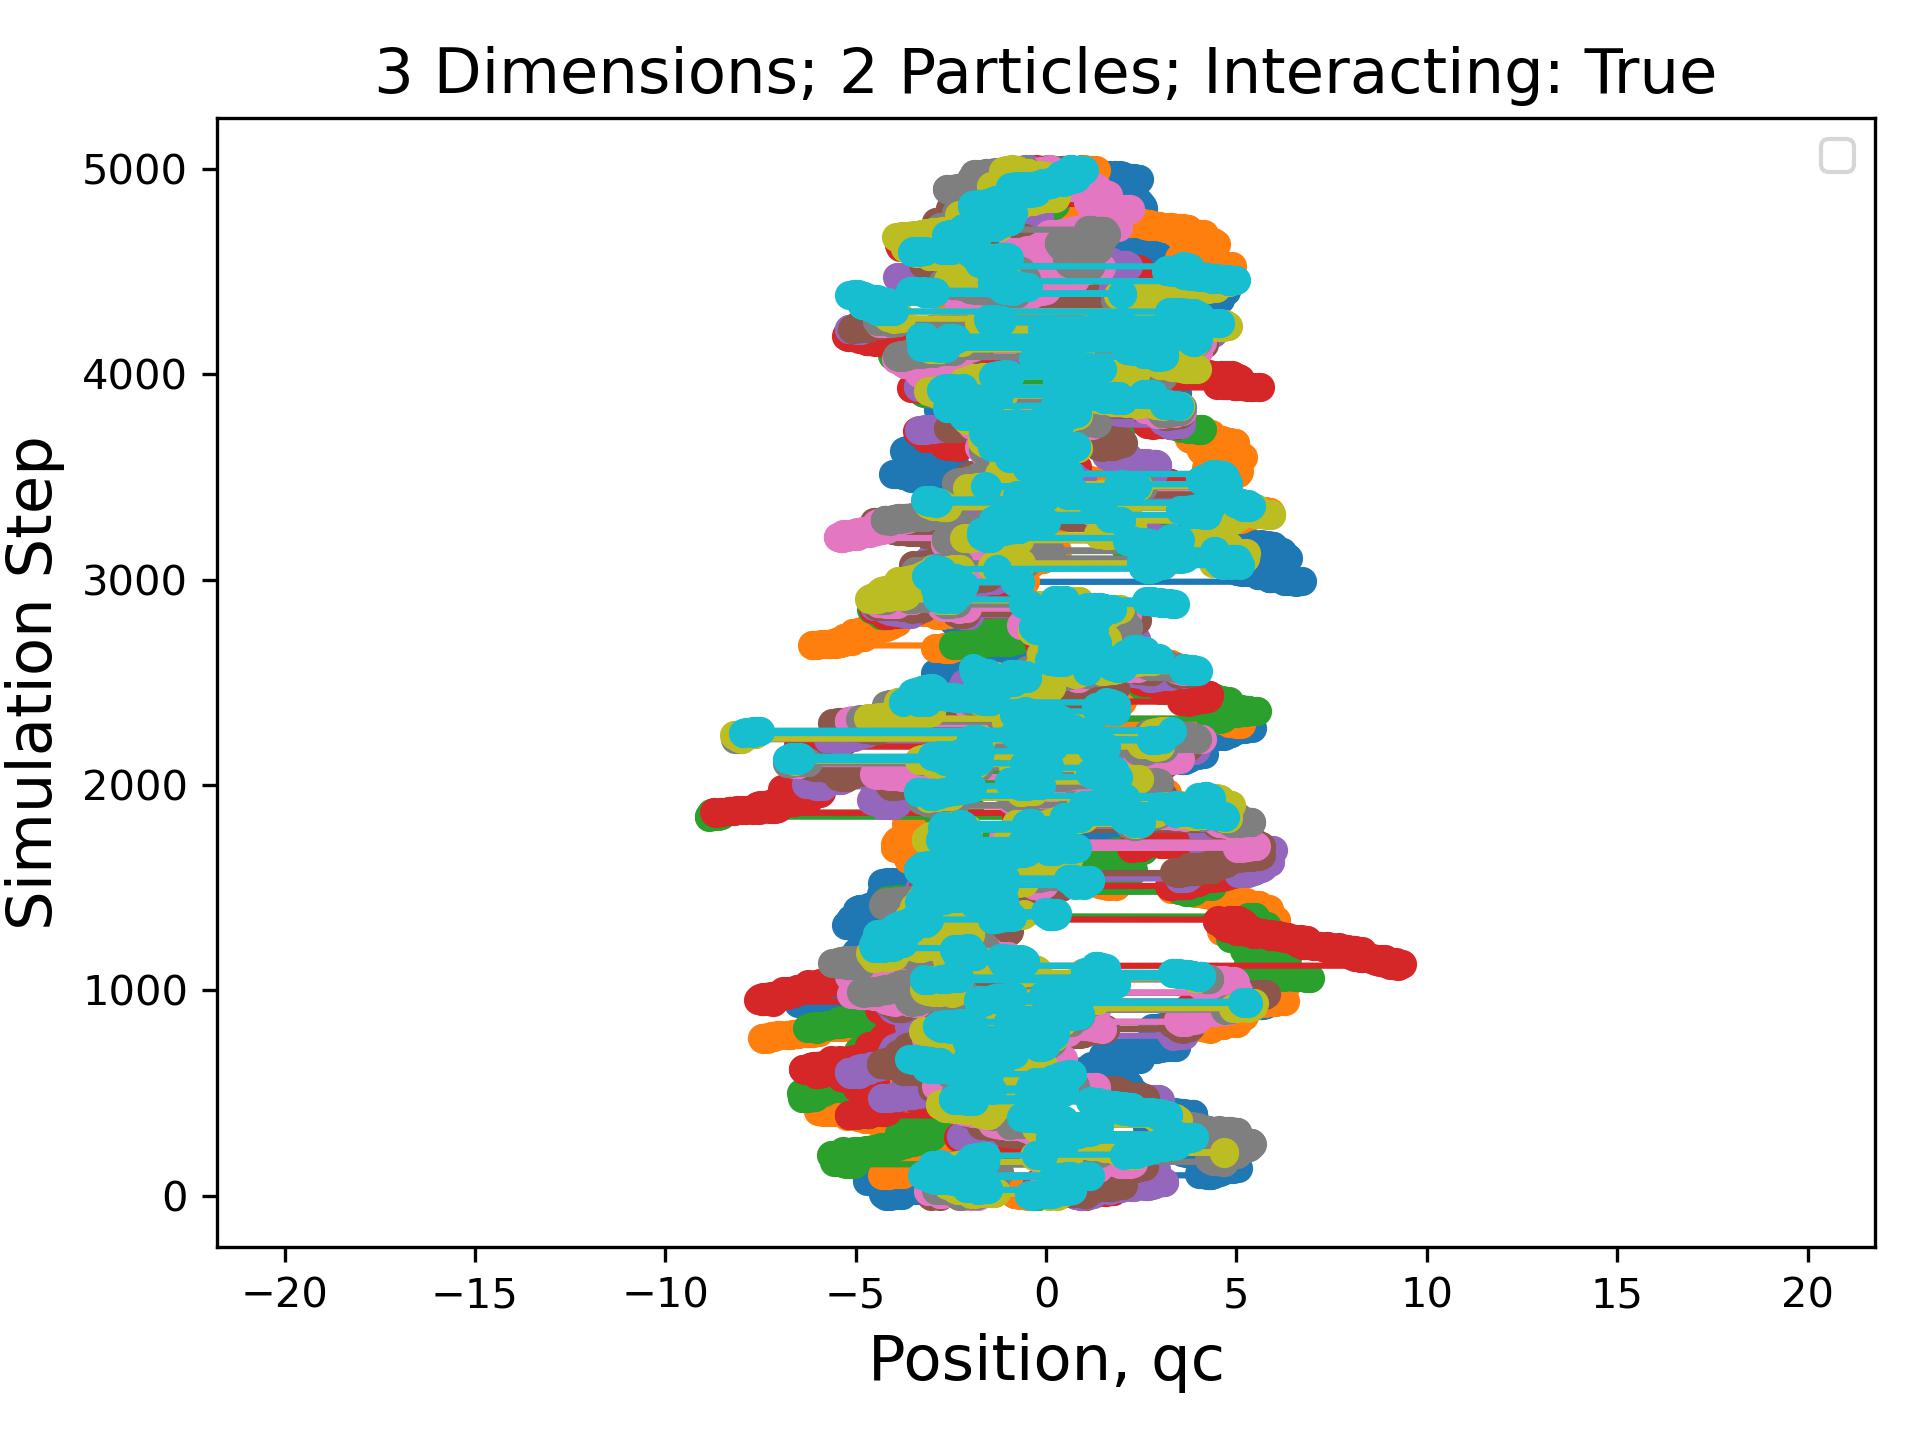 3 Dimensions; 2 Particles; Interacting: True
Simulation Step
5000
4000
3000
2000
1000
0
−20 −15 −10 −5 0 5 10 15 20
Position, qc